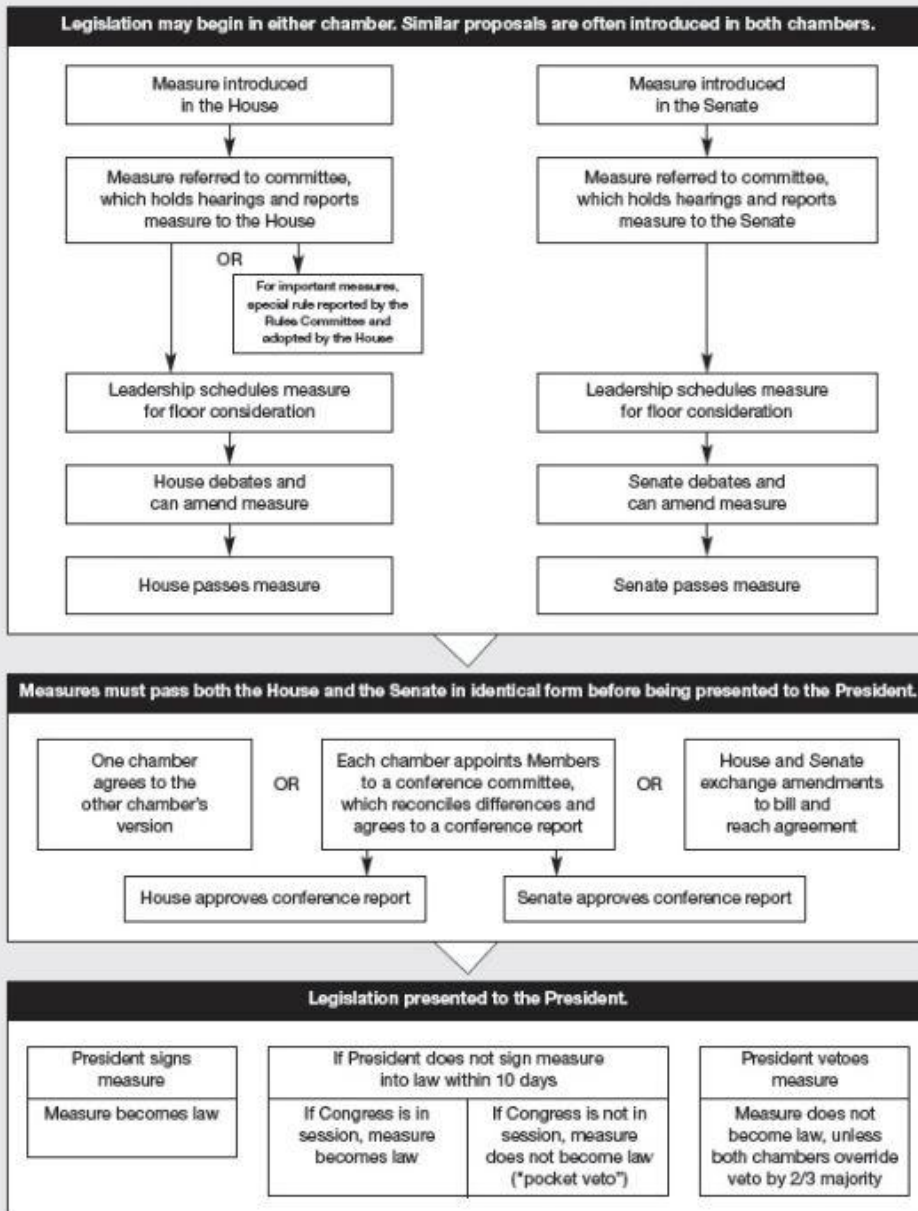 Legislation may begin in either chamber. Similar proposals are often introduced in both chambers.
Measure introduced
in the House
Measure referred to committee,
which holds hearings and reports
measure to the House
OR
For important measures,
special rule reported by the
Rules Committee and
adopted by the House
Leadership schedules measure
for floor consideration
House debates and
can amend measure
House passes measure
Measure introduced
in the Senate
Measure referred to committee,
which holds hearings and reports
measure to the Senate
Leadership schedules measure
for floor consideration
Senate debates and
can amend measure
Senate passes measure
Measures must pass both the House and the Senate in identical form before being presented to the President.
One chamber
agrees to the
other chamber's
version
OR
Each chamber appoints Members
to a conference committee,
which reconciles differences and
agrees to a conference report
OR
House and Senate
exchange amendments
to bill and
reach agreement
House approves conference report
Senate approves conference report
Legislation presented to the President.
President signs
measure
Measure becomes law
If President does not sign measure
into law within 10 days
If Congress is in
session, measure
becomes law
If Congress is not in
session, measure
does not become law
("pocket veto")
President vetoes
measure
Measure does not
become law, unless
both chambers override
veto by 2/3 majority